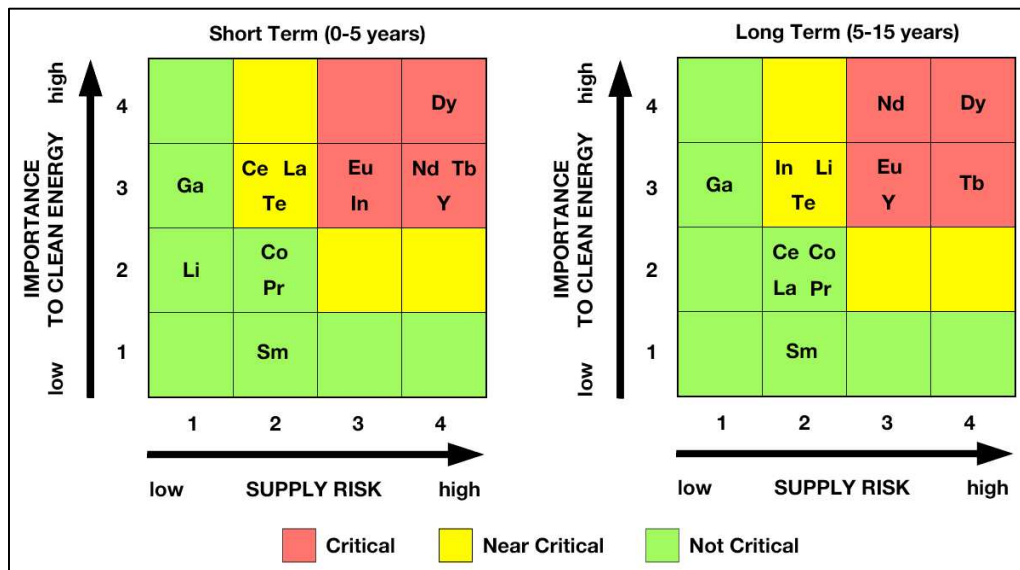 Short Term (0-5 years)
IMPORTANCE
TO CLEAN ENERGY
high
low
4
3
2
1
Dy
Ga
Ce La
Te
Eu
In
Nd Tb
Y
Li
Co
Pr
Sm
1 2 3 4
low SUPPLY RISK high
Long Term (5-15 years)
IMPORTANCE
TO CLEAN ENERGY
high
low
4
3
2
1
Nd
Dy
Ga
In Li
Te
Eu
Y
Tb
Ce Co
La Pr
Sm
1 2 3 4
low SUPPLY RISK high
Critical
Near Critical
Not Critical